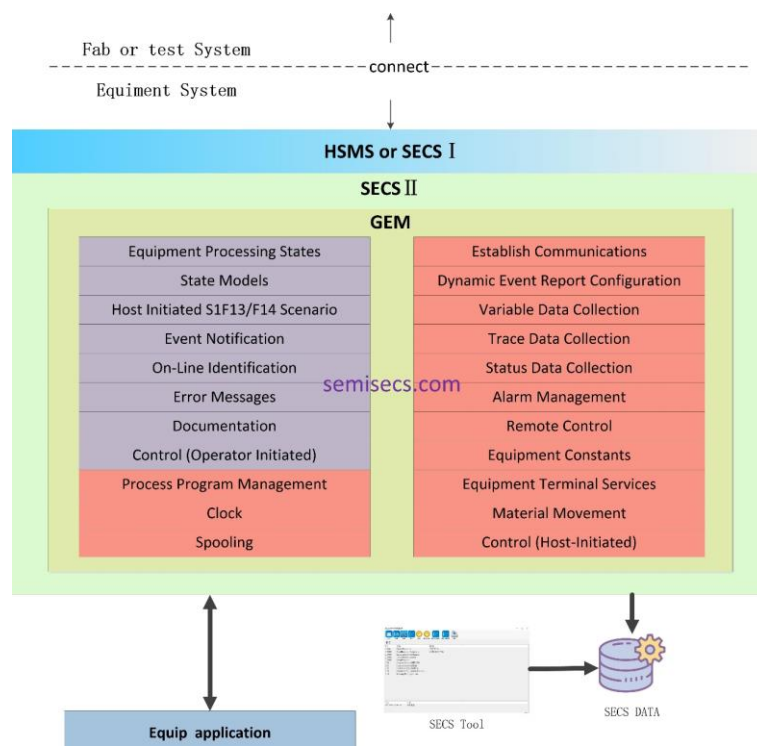 Fab or test System
connect
Equiment System
HSMS or SECS Ⅰ
SECS Ⅱ
GEM
Equipment Processing States
State Models
Host Initiated S1F13/F14 Scenario
Event Notification
On-Line Identification
Error Messages
Documentation
Control (Operator Initiated)
Process Program Management
Clock
Spooling
Establish Communications
Dynamic Event Report Configuration
Variable Data Collection
Trace Data Collection
Status Data Collection
Alarm Management
Remote Control
Equipment Constants
Equipment Terminal Services
Material Movement
Control (Host-Initiated)
semisecs.com
Equip application
SECS Tool
SECS DATA